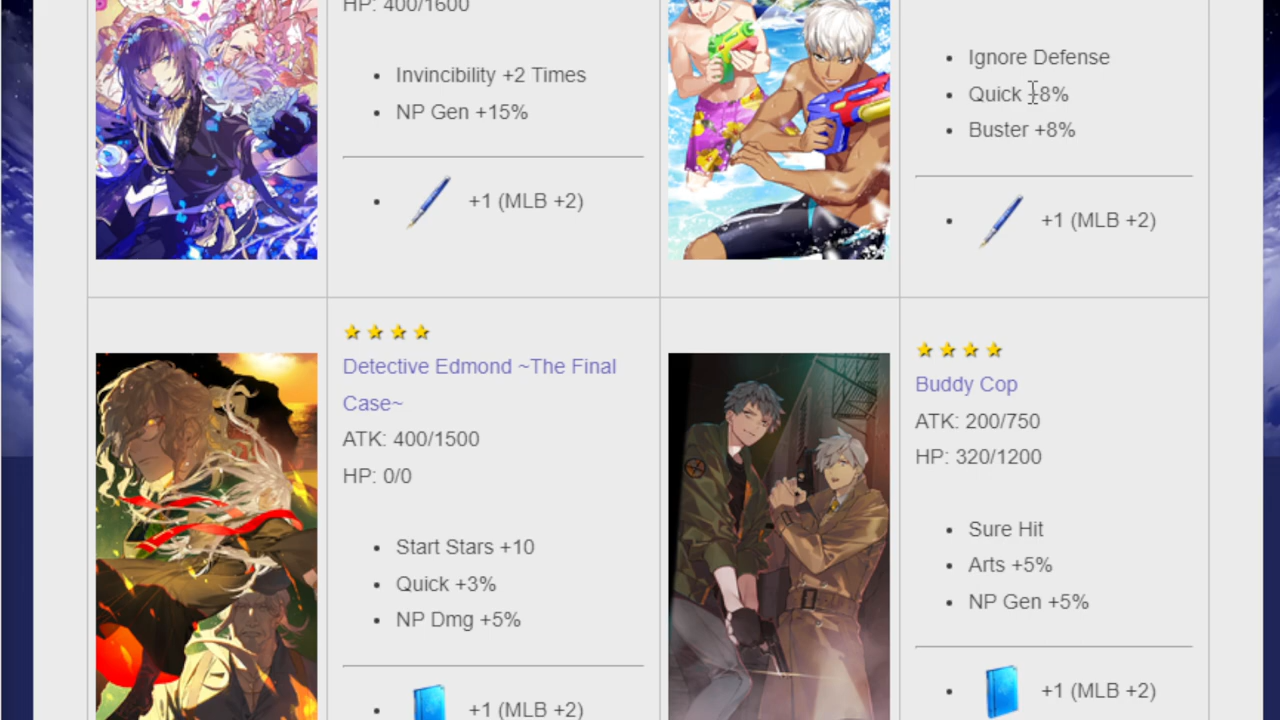 HP: 400/1600
Invincibility +2 Times
NP Gen +15%
+1 (MLB +2)
Ignore Defense
Quick +8%
Buster +8%
+1 (MLB +2)
Detective Edmond ~The Final
Case~
ATK: 400/1500
HP: 0/0
Start Stars +10
Quick +3%
NP Dmg +5%
+1 (MLB +2)
Buddy Cop
ATK: 200/750
HP: 320/1200
Sure Hit
Arts +5%
NP Gen +5%
+1 (MLB +2)